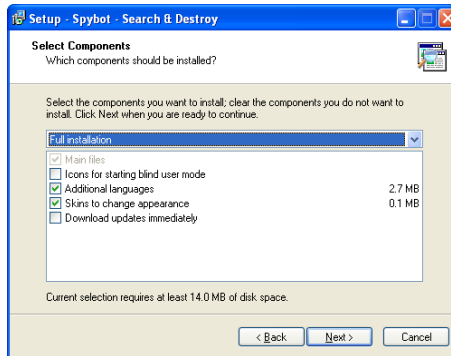 Setup - Spybot - Search & Destroy
Select Components
Which components should be installed?
Select the components you want to install; clear the components you do not want to
install. Click Next when you are ready to continue.
Full installation
Main files
Icons for starting blind user mode
Additional languages 2.7 MB
Skins to change appearance 0.1 MB
Download updates immediately
Current selection requires at least 14.0 MB of disk space.
< Back Next > Cancel